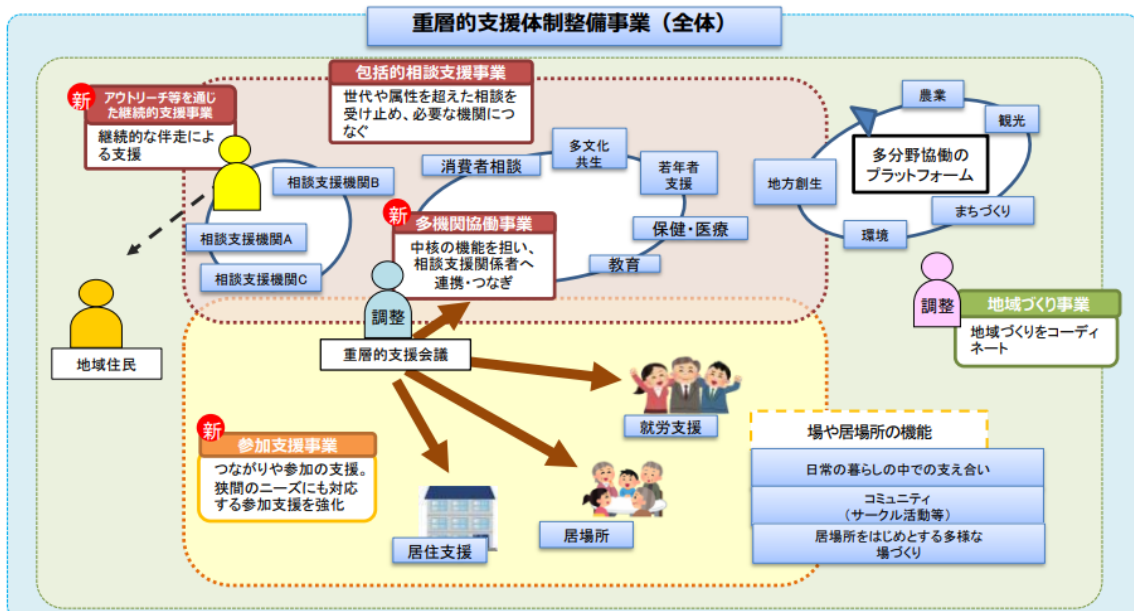 重層的支援体制整備事業（全体）
新
アウトリーチ等を通じ
た継続的支援事業
継続的な伴走によ
る支援
包括的相談支援事業
世代や属性を超えた相談を
受け止め、必要な機関につ
なぐ
相談支援機関B
相談支援機関A
相談支援機関C
消費者相談
多文化
共生
若年者
支援
保健・医療
教育
新
多機関協働事業
中核の機能を担い、
相談支援関係者へ
連携・つなぎ
調整
重層的支援会議
農業
観光
多分野協働の
プラットフォーム
地方創生
まちづくり
環境
調整
地域づくり事業
地域づくりをコーディ
ネート
地域住民
新
参加支援事業
つながりや参加の支援。
狭間のニーズにも対応
する参加支援を強化
就労支援
居場所
居住支援
場や居場所の機能
日常の暮らしの中での支え合い
コミュニティ
（サークル活動等）
居場所をはじめとする多様な
場づくり